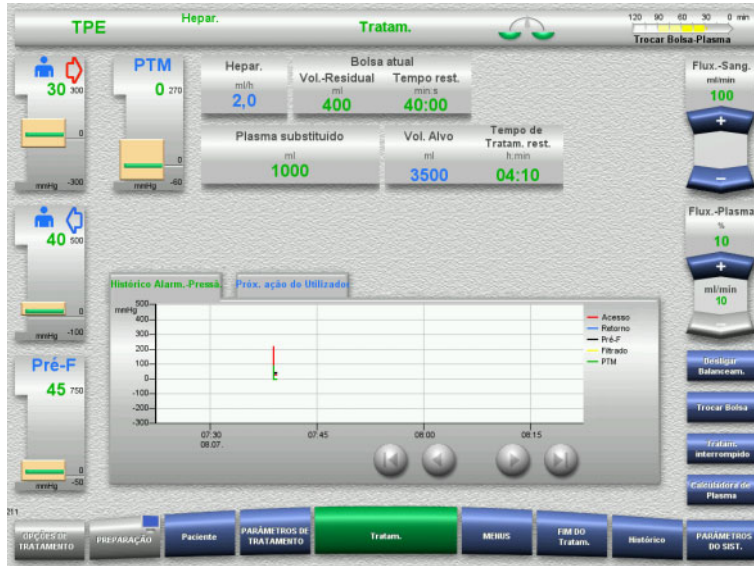 TPE
Hepar.
Tratam.
120 90 60 30 0 min
Trocar Bolsa-Plasma
30 300
0
mmHg -300
PTM
0 270
0
mmHg -60
Hepar.
ml/h
2,0
Bolsa atual
Vol.-Residual Tempo rest.
ml min:s
400 40:00
Plasma substituido
ml
1000
Vol. Alvo
ml
3500
Tempo de
Tratam. rest.
h:min
04:10
Flux.-Sang.
ml/min
100
+
–
40 500
0
mmHg -100
Flux.-Plasma
%
10
+
ml/min
10
–
Pré-F
45 750
0
mmHg -50
Histórico Alarm.-Pressã.
Próx. ação do Utilizador
mmHg
500
400
300
200
100
0
-100
-200
-300
07:30 07:45 08:00 08:15
08.07.
Acesso
Retorno
Pré-F
Filtrado
PTM
Desligar
Balanceam.
Trocar Bolsa
Tratam.
interrompido
Calculadora de
Plasma
211
OPÇÕES DE
TRATAMENTO
PREPARAÇÃO
Paciente
PARÂMETROS DE
TRATAMENTO
Tratam.
MENUS
FIM DO
Tratam.
Histórico
PARÂMETROS
DO SIST.